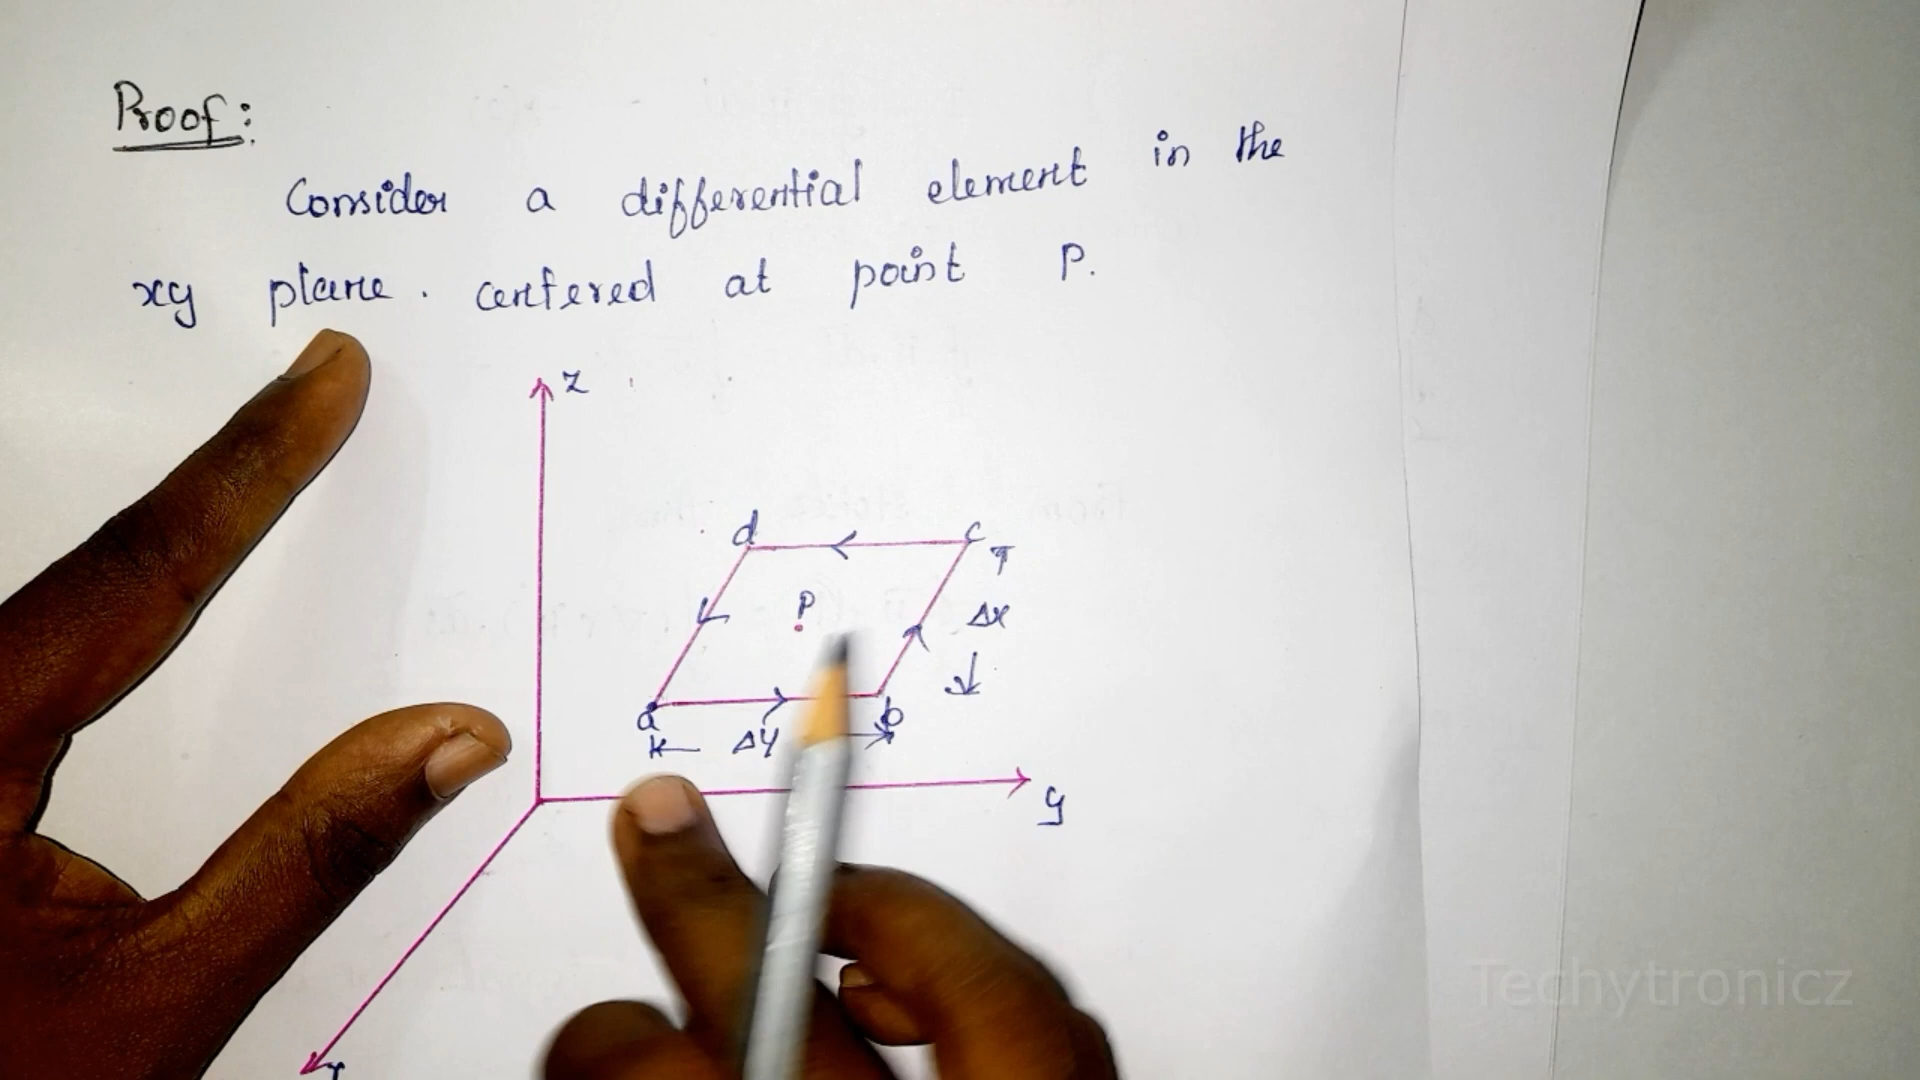 Proof:
Consider a differential element in the
xy plane. centered at point P.
z
d
c
P
Δx
a
b
Δy
y
x
Techytronicz